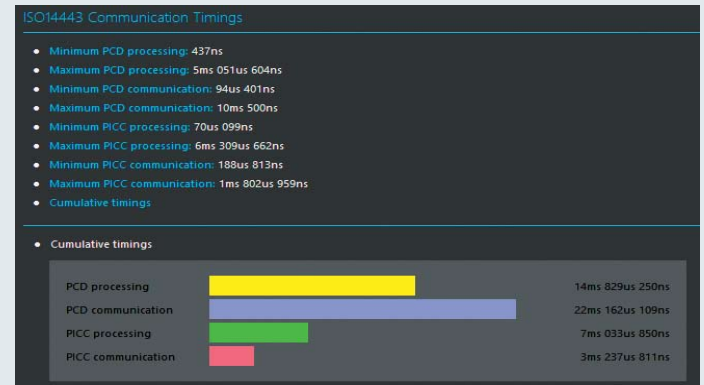 ISO14443 Communication Timings
Minimum PCD processing: 437ns
Maximum PCD processing: 5ms 051us 604ns
Minimum PCD communication: 94us 401ns
Maximum PCD communication: 10ms 500ns
Minimum PICC processing: 70us 099ns
Maximum PICC processing: 6ms 309us 662ns
Minimum PICC communication: 188us 813ns
Maximum PICC communication: 1ms 802us 959ns
Cumulative timings
Cumulative timings
PCD processing 14ms 829us 250ns
PCD communication 22ms 162us 109ns
PICC processing 7ms 033us 850ns
PICC communication 3ms 237us 811ns